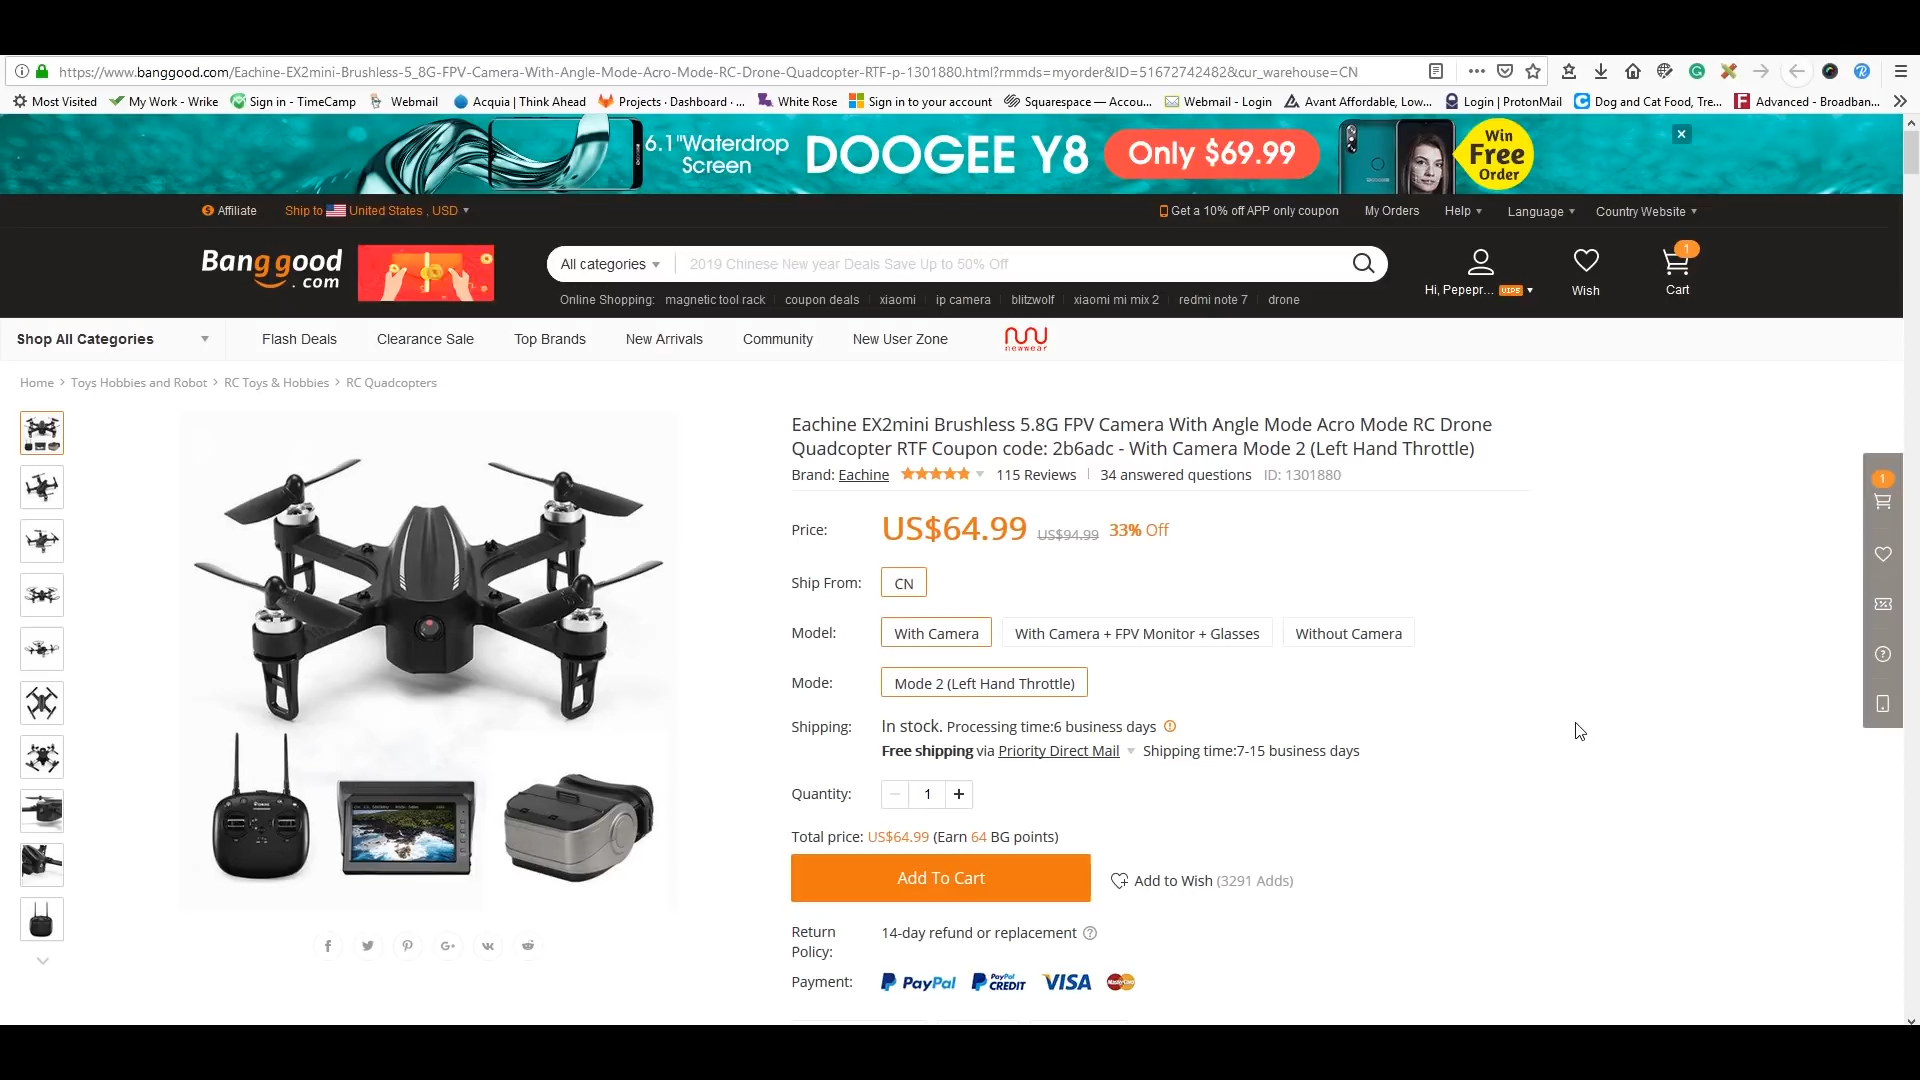 https://www.banggood.com/Eachine-EX2mini-Brushless-5_8G-FPV-Camera-With-Angle-Mode-Acro-Mode-RC-Drone-Quadcopter-RTF-p-1301880.html?rmmds=myorder&ID=51672742482&cur_warehouse=CN
Most Visited My Work - Wrike Sign in - TimeCamp Webmail Acquia | Think Ahead Projects · Dashboard · ... White Rose Sign in to your account Squarespace — Accou... Webmail - Login Avant Affordable, Low... Login | ProtonMail Dog and Cat Food, Tre... Advanced - Broadban...
6.1"Waterdrop Screen DOOGEE Y8 Only $69.99 Win Free Order
Affiliate Ship to United States , USD Get a 10% off APP only coupon My Orders Help Language Country Website
Banggood.com All categories 2019 Chinese New year Deals Save Up to 50% Off 1
Hi, Pepepr... VIP5 Wish Cart
Online Shopping: magnetic tool rack coupon deals xiaomi ip camera blitzwolf xiaomi mi mix 2 redmi note 7 drone
Shop All Categories Flash Deals Clearance Sale Top Brands New Arrivals Community New User Zone newwear
Home > Toys Hobbies and Robot > RC Toys & Hobbies > RC Quadcopters
Eachine EX2mini Brushless 5.8G FPV Camera With Angle Mode Acro Mode RC Drone
Quadcopter RTF Coupon code: 2b6adc - With Camera Mode 2 (Left Hand Throttle)
Brand: Eachine 115 Reviews 34 answered questions ID: 1301880
1
Price: US$64.99 US$94.99 33% Off
Ship From: CN
Model: With Camera With Camera + FPV Monitor + Glasses Without Camera
Mode: Mode 2 (Left Hand Throttle)
Shipping: In stock. Processing time:6 business days
Free shipping via Priority Direct Mail Shipping time:7-15 business days
Quantity: 1
Total price: US$64.99 (Earn 64 BG points)
Add To Cart Add to Wish (3291 Adds)
Return Policy: 14-day refund or replacement
Payment: PayPal PayPal CREDIT VISA MasterCard